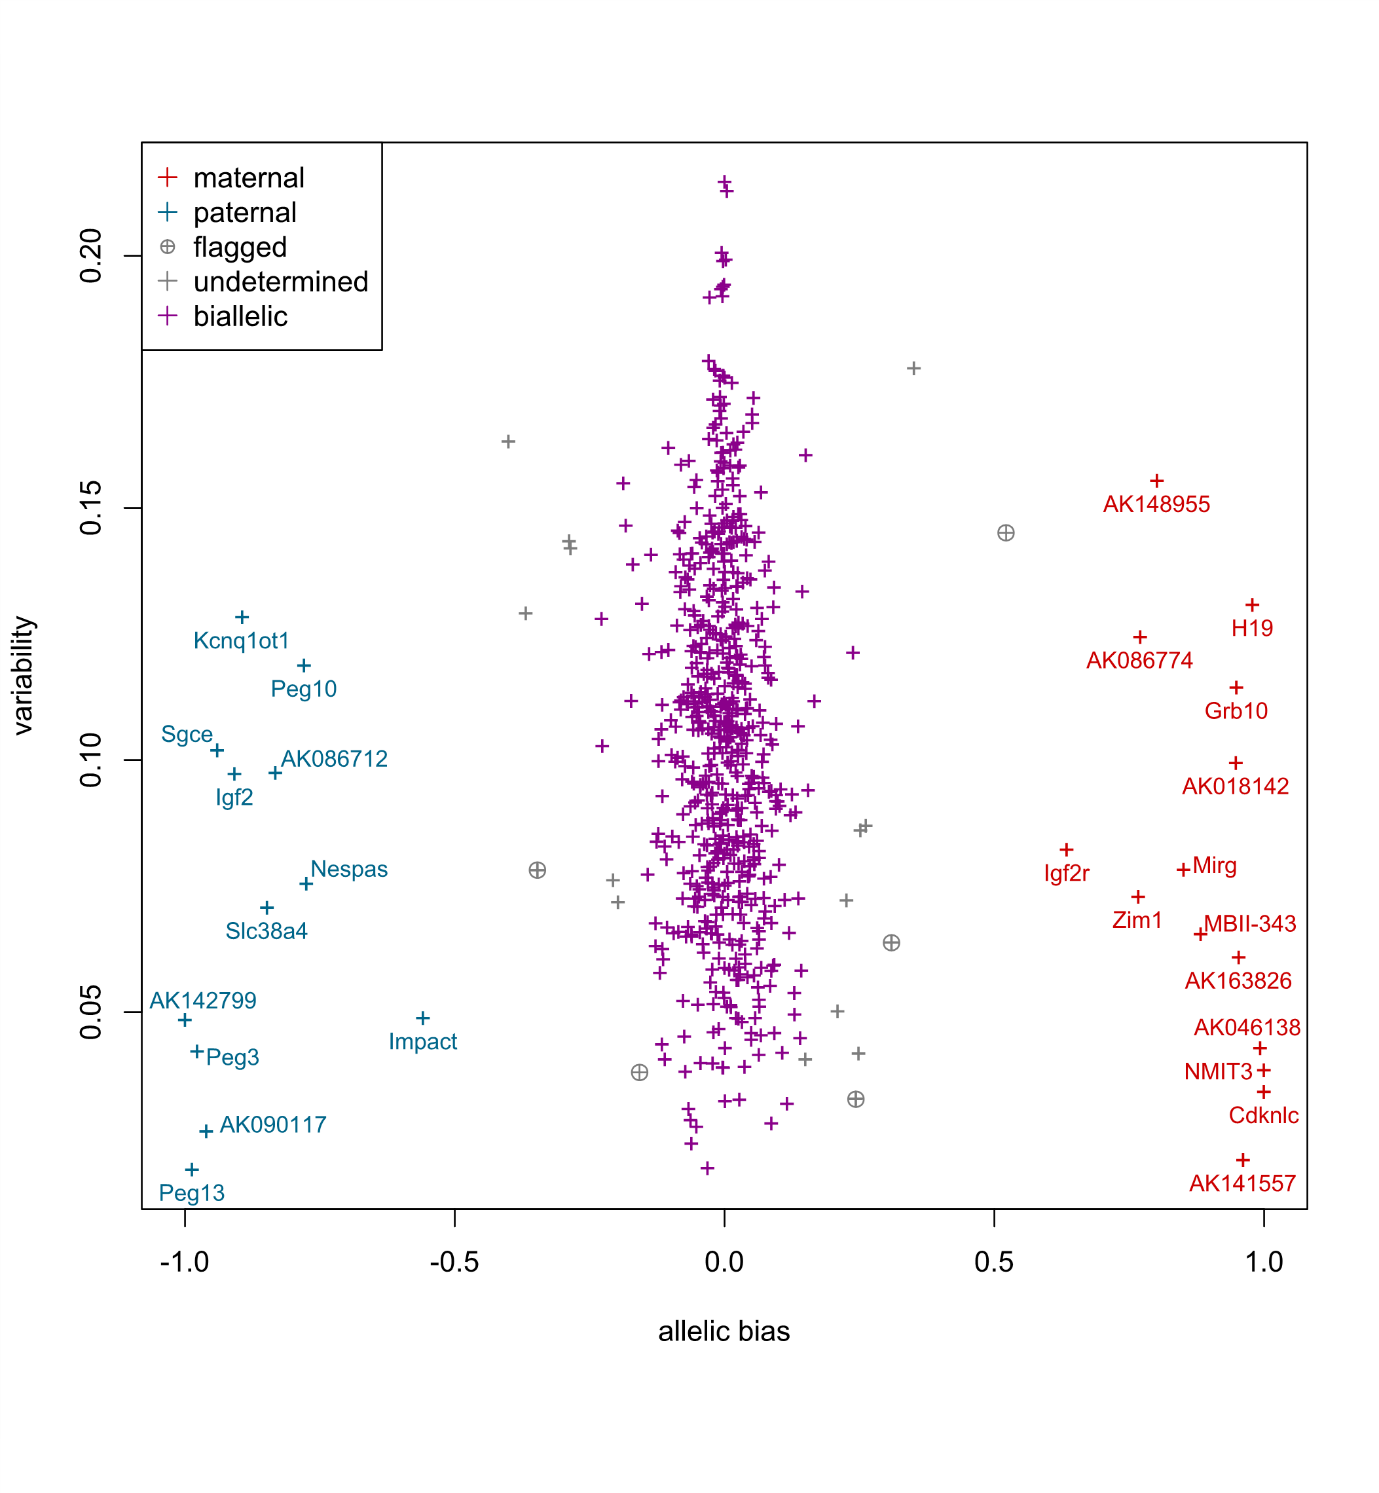 maternal
paternal
flagged
undetermined
biallelic
0.20
0.15
0.10
0.05
variability
AK148955
H19
Kcnq1ot1
AK086774
Peg10
Grb10
Sgce
AK086712
AK018142
Igf2
Nespas
Mirg
Igf2r
Zim1
MBII-343
Slc38a4
AK163826
AK142799
AK046138
Impact
Peg3
NMIT3
Cdknlc
AK090117
AK141557
Peg13
-1.0
-0.5
0.0
0.5
1.0
allelic bias